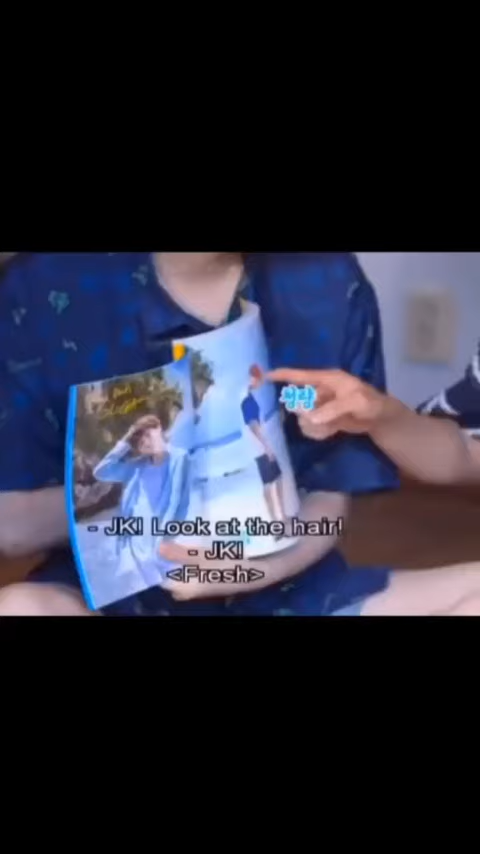 청량
- JK! Look at the hair!
- JK!
<Fresh>